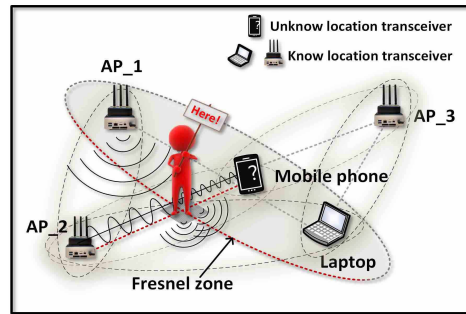 ? Unknow location transceiver
Know location transceiver
AP_1
Here!
AP_3
?
Mobile phone
AP_2
Laptop
Fresnel zone